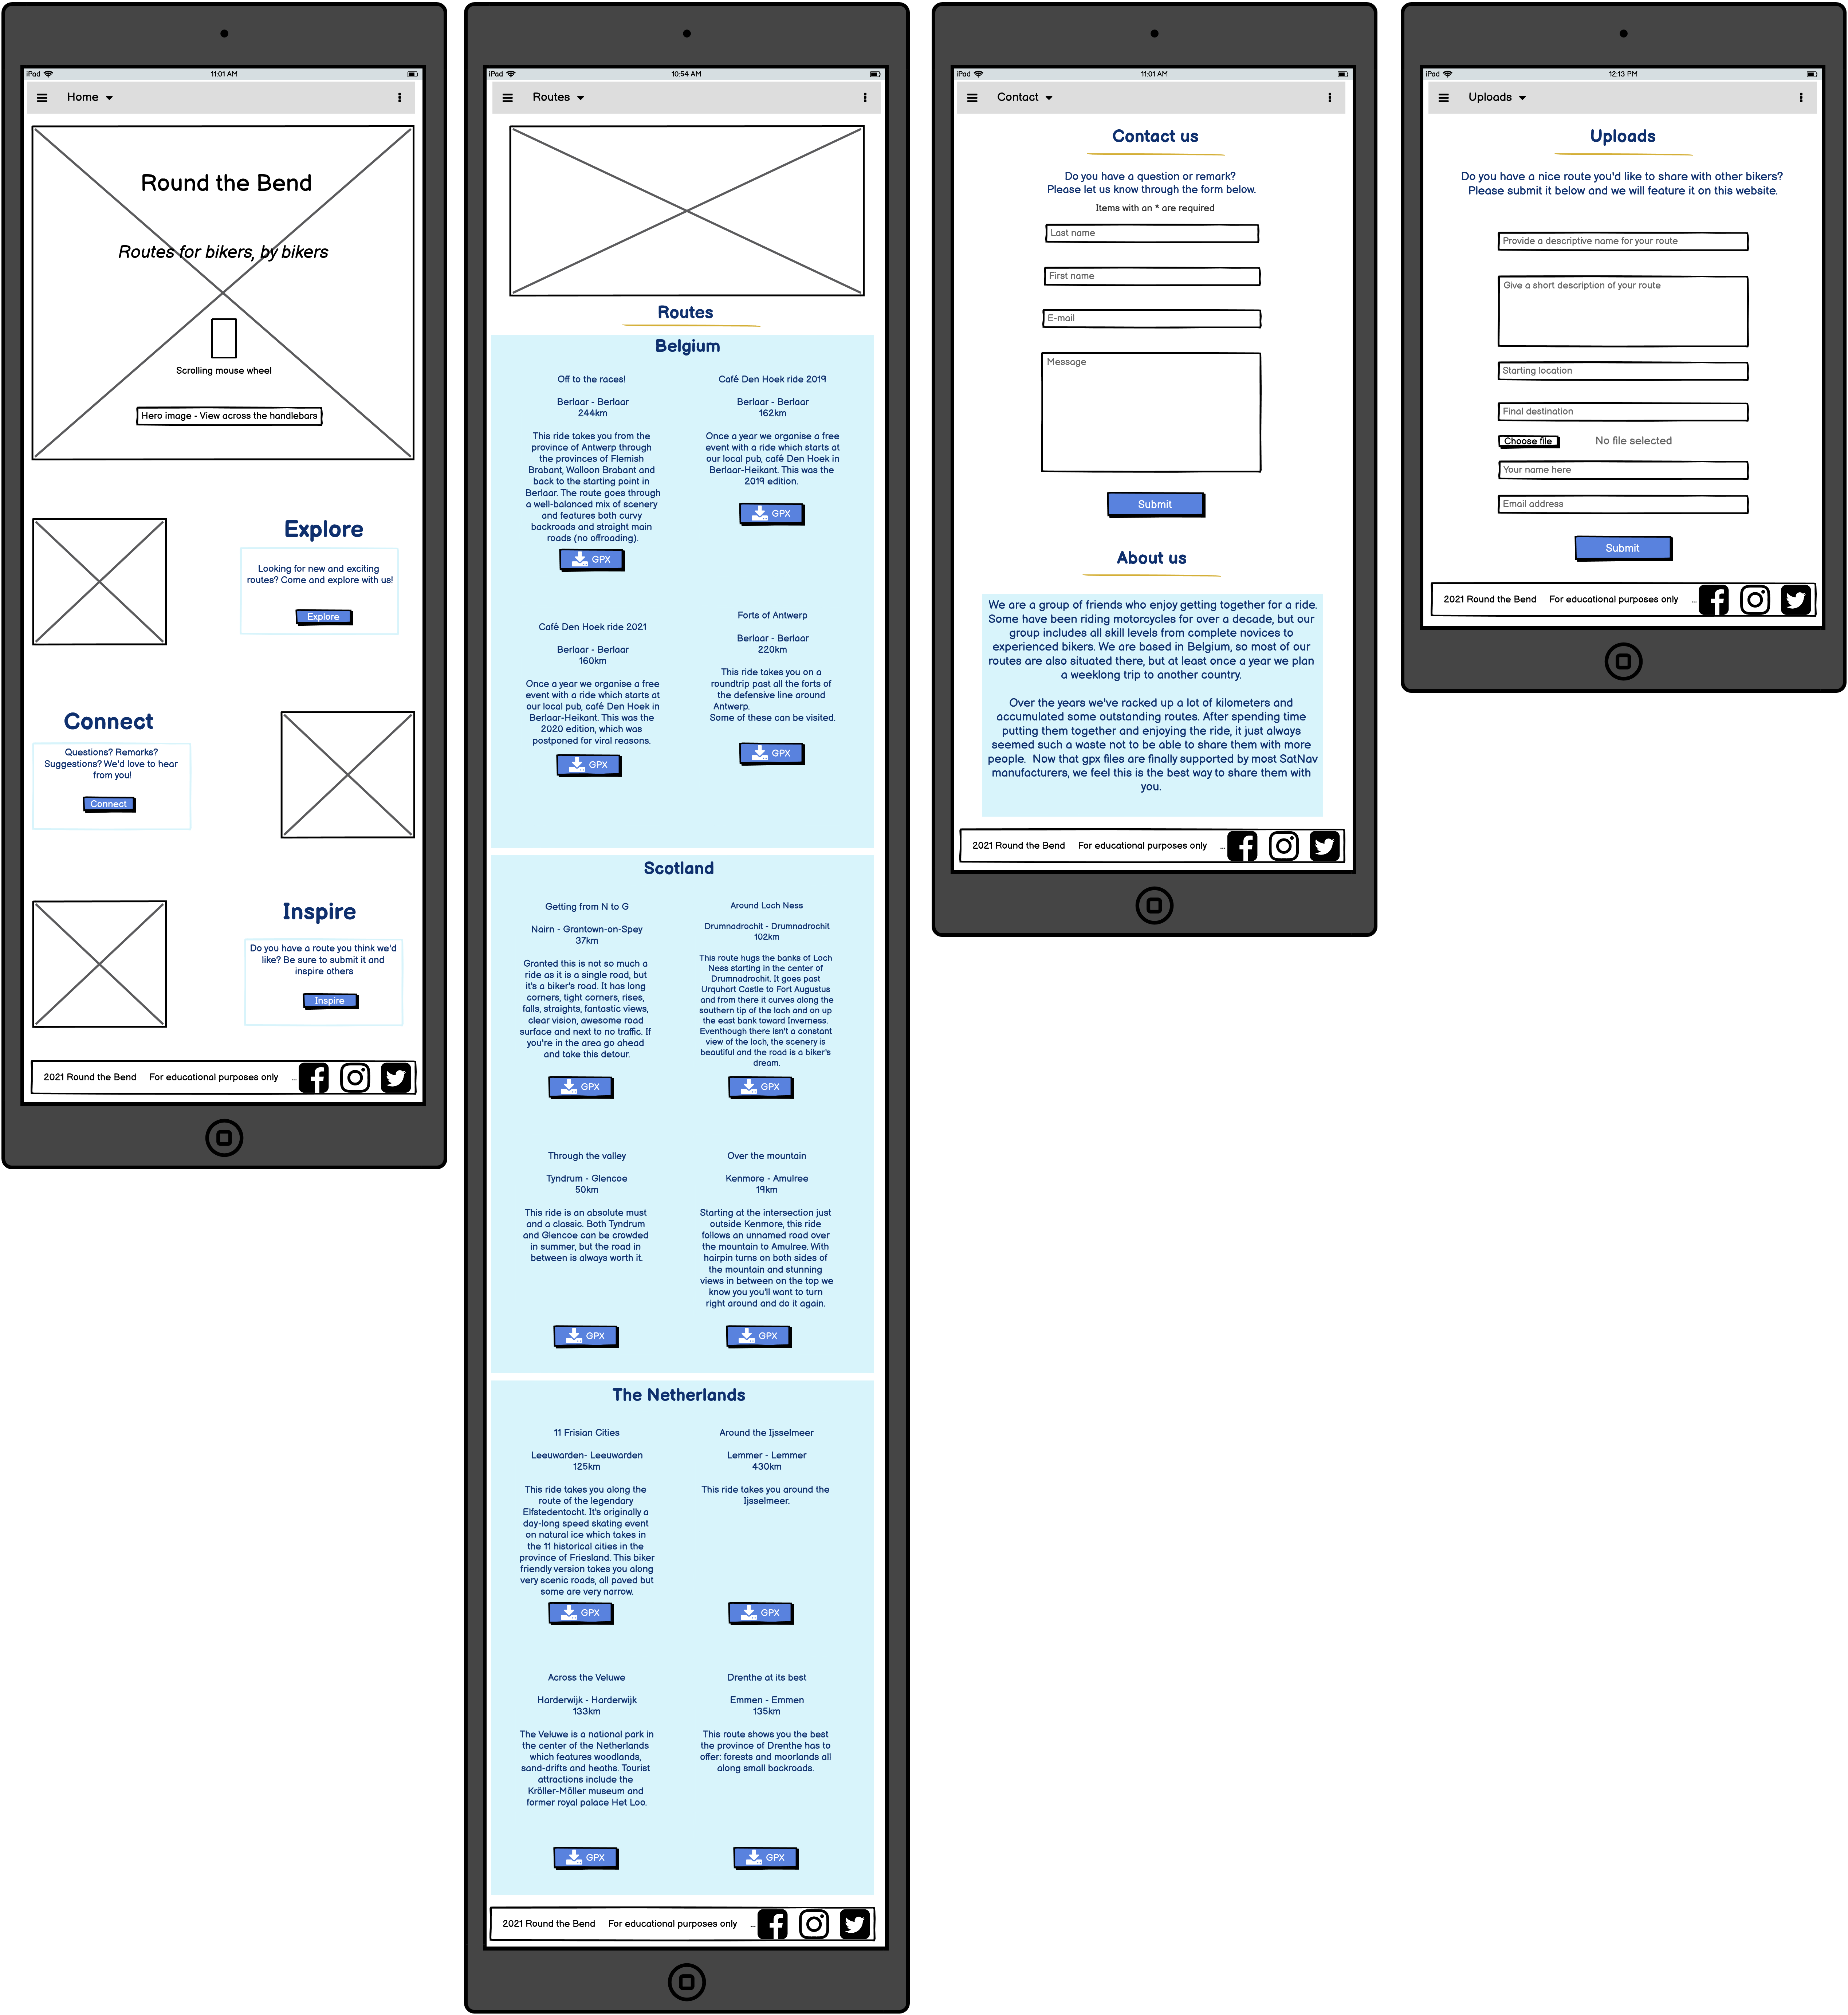 iPad
11:01 AM
Home
Round the Bend
Routes for bikers, by bikers
Scrolling mouse wheel
Hero image - View across the handlebars
Explore
Looking for new and exciting
routes? Come and explore with us!
Explore
Connect
Questions? Remarks?
Suggestions? We'd love to hear
from you!
Connect
Inspire
Do you have a route you think we'd
like? Be sure to submit it and
inspire others
Inspire
2021 Round the Bend For educational purposes only ...
iPad
10:54 AM
Routes
Routes
Belgium
Off to the races!
Berlaar - Berlaar
244km
This ride takes you from the
province of Antwerp through
the provinces of Flemish
Brabant, Walloon Brabant and
back to the starting point in
Berlaar. The route goes through
a well-balanced mix of scenery
and features both curvy
backroads and straight main
roads (no offroading).
GPX
Café Den Hoek ride 2019
Berlaar - Berlaar
162km
Once a year we organise a free
event with a ride which starts at
our local pub, café Den Hoek in
Berlaar-Heikant. This was the
2019 edition.
GPX
Café Den Hoek ride 2021
Berlaar - Berlaar
160km
Once a year we organise a free
event with a ride which starts at
our local pub, café Den Hoek in
Berlaar-Heikant. This was the
2020 edition, which was
postponed for viral reasons.
GPX
Forts of Antwerp
Berlaar - Berlaar
220km
This ride takes you on a
roundtrip past all the forts of
the defensive line around
Antwerp.
Some of these can be visited.
GPX
Scotland
Getting from N to G
Nairn - Grantown-on-Spey
37km
Granted this is not so much a
ride as it is a single road, but
it's a biker's road. It has long
corners, tight corners, rises,
falls, straights, fantastic views,
clear vision, awesome road
surface and next to no traffic. If
you're in the area go ahead
and take this detour.
GPX
Around Loch Ness
Drumnadrochit - Drumnadrochit
102km
This route hugs the banks of Loch
Ness starting in the center of
Drumnadrochit. It goes past
Urquhart Castle to Fort Augustus
and from there it curves along the
southern tip of the loch and on up
the east bank toward Inverness.
Eventhough there isn't a constant
view of the loch, the scenery is
beautiful and the road is a biker's
dream.
GPX
Through the valley
Tyndrum - Glencoe
50km
This ride is an absolute must
and a classic. Both Tyndrum
and Glencoe can be crowded
in summer, but the road in
between is always worth it.
GPX
Over the mountain
Kenmore - Amulree
19km
Starting at the intersection just
outside Kenmore, this ride
follows an unnamed road over
the mountain to Amulree. With
hairpin turns on both sides of
the mountain and stunning
views in between on the top we
know you you'll want to turn
right around and do it again.
GPX
The Netherlands
11 Frisian Cities
Leeuwarden- Leeuwarden
125km
This ride takes you along the
route of the legendary
Elfstedentocht. It's originally a
day-long speed skating event
on natural ice which takes in
the 11 historical cities in the
province of Friesland. This biker
friendly version takes you along
very scenic roads, all paved but
some are very narrow.
GPX
Around the Ijsselmeer
Lemmer - Lemmer
430km
This ride takes you around the
Ijsselmeer.
GPX
Across the Veluwe
Harderwijk - Harderwijk
133km
The Veluwe is a national park in
the center of the Netherlands
which features woodlands,
sand-drifts and heaths. Tourist
attractions include the
Kröller-Möller museum and
former royal palace Het Loo.
GPX
Drenthe at its best
Emmen - Emmen
135km
This route shows you the best
the province of Drenthe has to
offer: forests and moorlands all
along small backroads.
GPX
2021 Round the Bend For educational purposes only ...
iPad
11:01 AM
Contact
Contact us
Do you have a question or remark?
Please let us know through the form below.
Items with an * are required
Last name
First name
E-mail
Message
Submit
About us
We are a group of friends who enjoy getting together for a ride.
Some have been riding motorcycles for over a decade, but our
group includes all skill levels from complete novices to
experienced bikers. We are based in Belgium, so most of our
routes are also situated there, but at least once a year we plan
a weeklong trip to another country.
Over the years we've racked up a lot of kilometers and
accumulated some outstanding routes. After spending time
putting them together and enjoying the ride, it just always
seemed such a waste not to be able to share them with more
people. Now that gpx files are finally supported by most SatNav
manufacturers, we feel this is the best way to share them with
you.
2021 Round the Bend For educational purposes only ...
iPad
12:13 PM
Uploads
Uploads
Do you have a nice route you'd like to share with other bikers?
Please submit it below and we will feature it on this website.
Provide a descriptive name for your route
Give a short description of your route
Starting location
Final destination
Choose file No file selected
Your name here
Email address
Submit
2021 Round the Bend For educational purposes only ...